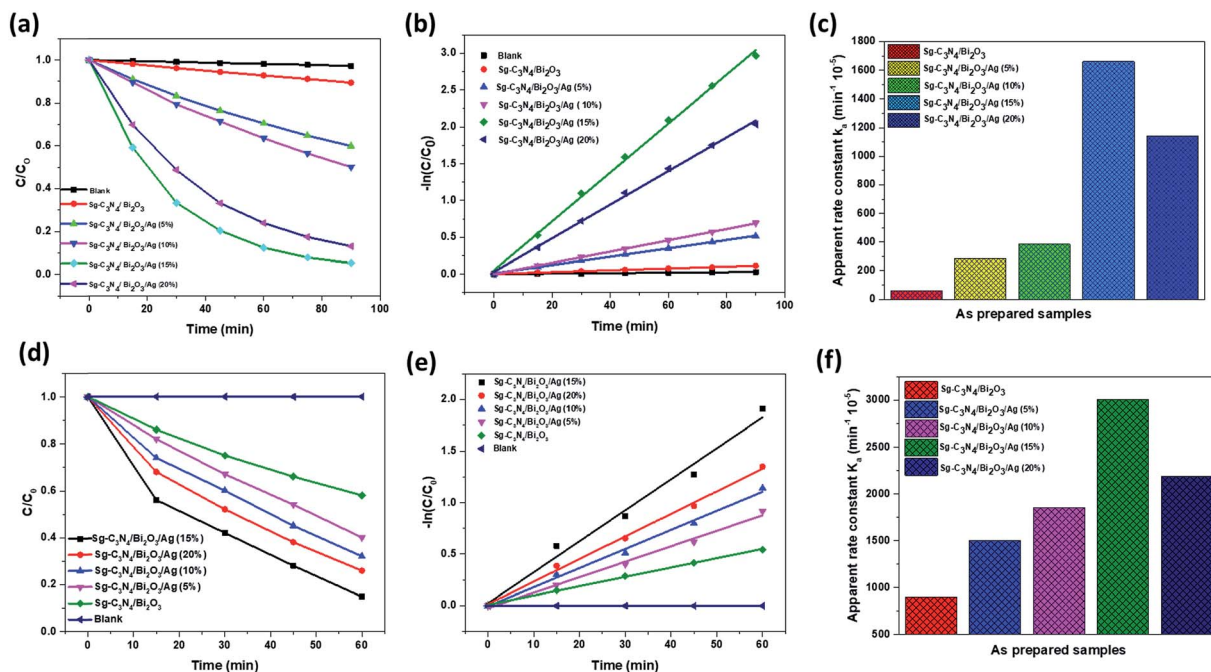 (a)
C/C₀
1.0
0.8
0.6
0.4
0.2
0.0
Blank
Sg-C₃N₄/ Bi₂O₃
Sg-C₃N₄/ Bi₂O₃/Ag (5%)
Sg-C₃N₄/ Bi₂O₃/Ag (10%)
Sg-C₃N₄/ Bi₂O₃/Ag (15%)
Sg-C₃N₄/ Bi₂O₃/Ag (20%)
0 20 40 60 80 100
Time (min)
(b)
-ln(C/C₀)
3.0
2.5
2.0
1.5
1.0
0.5
0.0
Blank
Sg-C₃N₄/Bi₂O₃
Sg-C₃N₄/Bi₂O₃/Ag (5%)
Sg-C₃N₄/Bi₂O₃/Ag ( 10%)
Sg-C₃N₄/Bi₂O₃/Ag (15%)
Sg-C₃N₄/Bi₂O₃/Ag (20%)
0 20 40 60 80 100
Time (min)
(c)
Apparent rate constant kₐ (min⁻¹ 10⁻⁵)
1800
1600
1400
1200
1000
800
600
400
200
0
Sg-C₃N₄/Bi₂O₃
Sg-C₃N₄/Bi₂O₃/Ag (5%)
Sg-C₃N₄/Bi₂O₃/Ag (10%)
Sg-C₃N₄/Bi₂O₃/Ag (15%)
Sg-C₃N₄/Bi₂O₃/Ag (20%)
As prepared samples
(d)
C/C₀
1.0
0.8
0.6
0.4
0.2
0.0
Sg-C₃N₄/Bi₂O₃/Ag (15%)
Sg-C₃N₄/Bi₂O₃/Ag (20%)
Sg-C₃N₄/Bi₂O₃/Ag (10%)
Sg-C₃N₄/Bi₂O₃/Ag (5%)
Sg-C₃N₄/Bi₂O₃
Blank
0 10 20 30 40 50 60
Time (min)
(e)
-ln(C/C₀)
2.0
1.5
1.0
0.5
0.0
Sg-C₃N₄/Bi₂O₃/Ag (15%)
Sg-C₃N₄/Bi₂O₃/Ag (20%)
Sg-C₃N₄/Bi₂O₃/Ag (10%)
Sg-C₃N₄/Bi₂O₃/Ag (5%)
Sg-C₃N₄/Bi₂O₃
Blank
0 10 20 30 40 50 60
Time (min)
(f)
Apparent rate constant Kₐ (min⁻¹ 10⁻⁵)
3000
2500
2000
1500
1000
500
Sg-C₃N₄/Bi₂O₃
Sg-C₃N₄/Bi₂O₃/Ag (5%)
Sg-C₃N₄/Bi₂O₃/Ag (10%)
Sg-C₃N₄/Bi₂O₃/Ag (15%)
Sg-C₃N₄/Bi₂O₃/Ag (20%)
As prepared samples